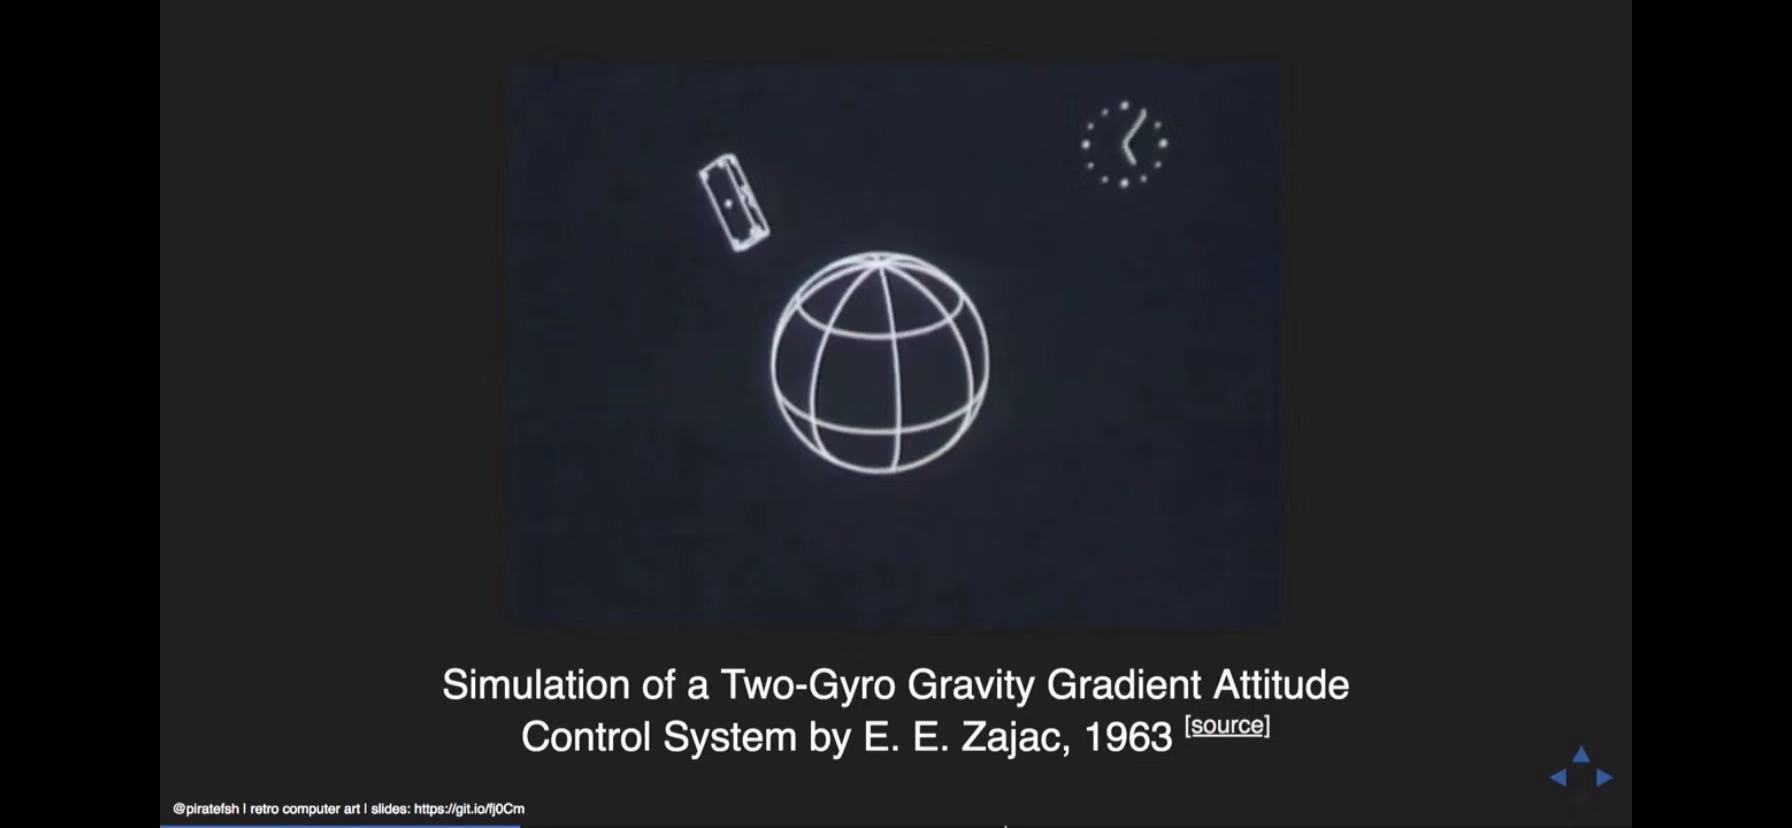 Simulation of a Two-Gyro Gravity Gradient Attitude
Control System by E. E. Zajac, 1963 [source]
@piratefsh | retro computer art | slides: https://git.io/fj0Cm